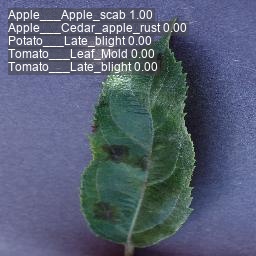 Apple___Apple_scab 1.00
Apple___Cedar_apple_rust 0.00
Potato___Late_blight 0.00
Tomato___Leaf_Mold 0.00
Tomato___Late_blight 0.00